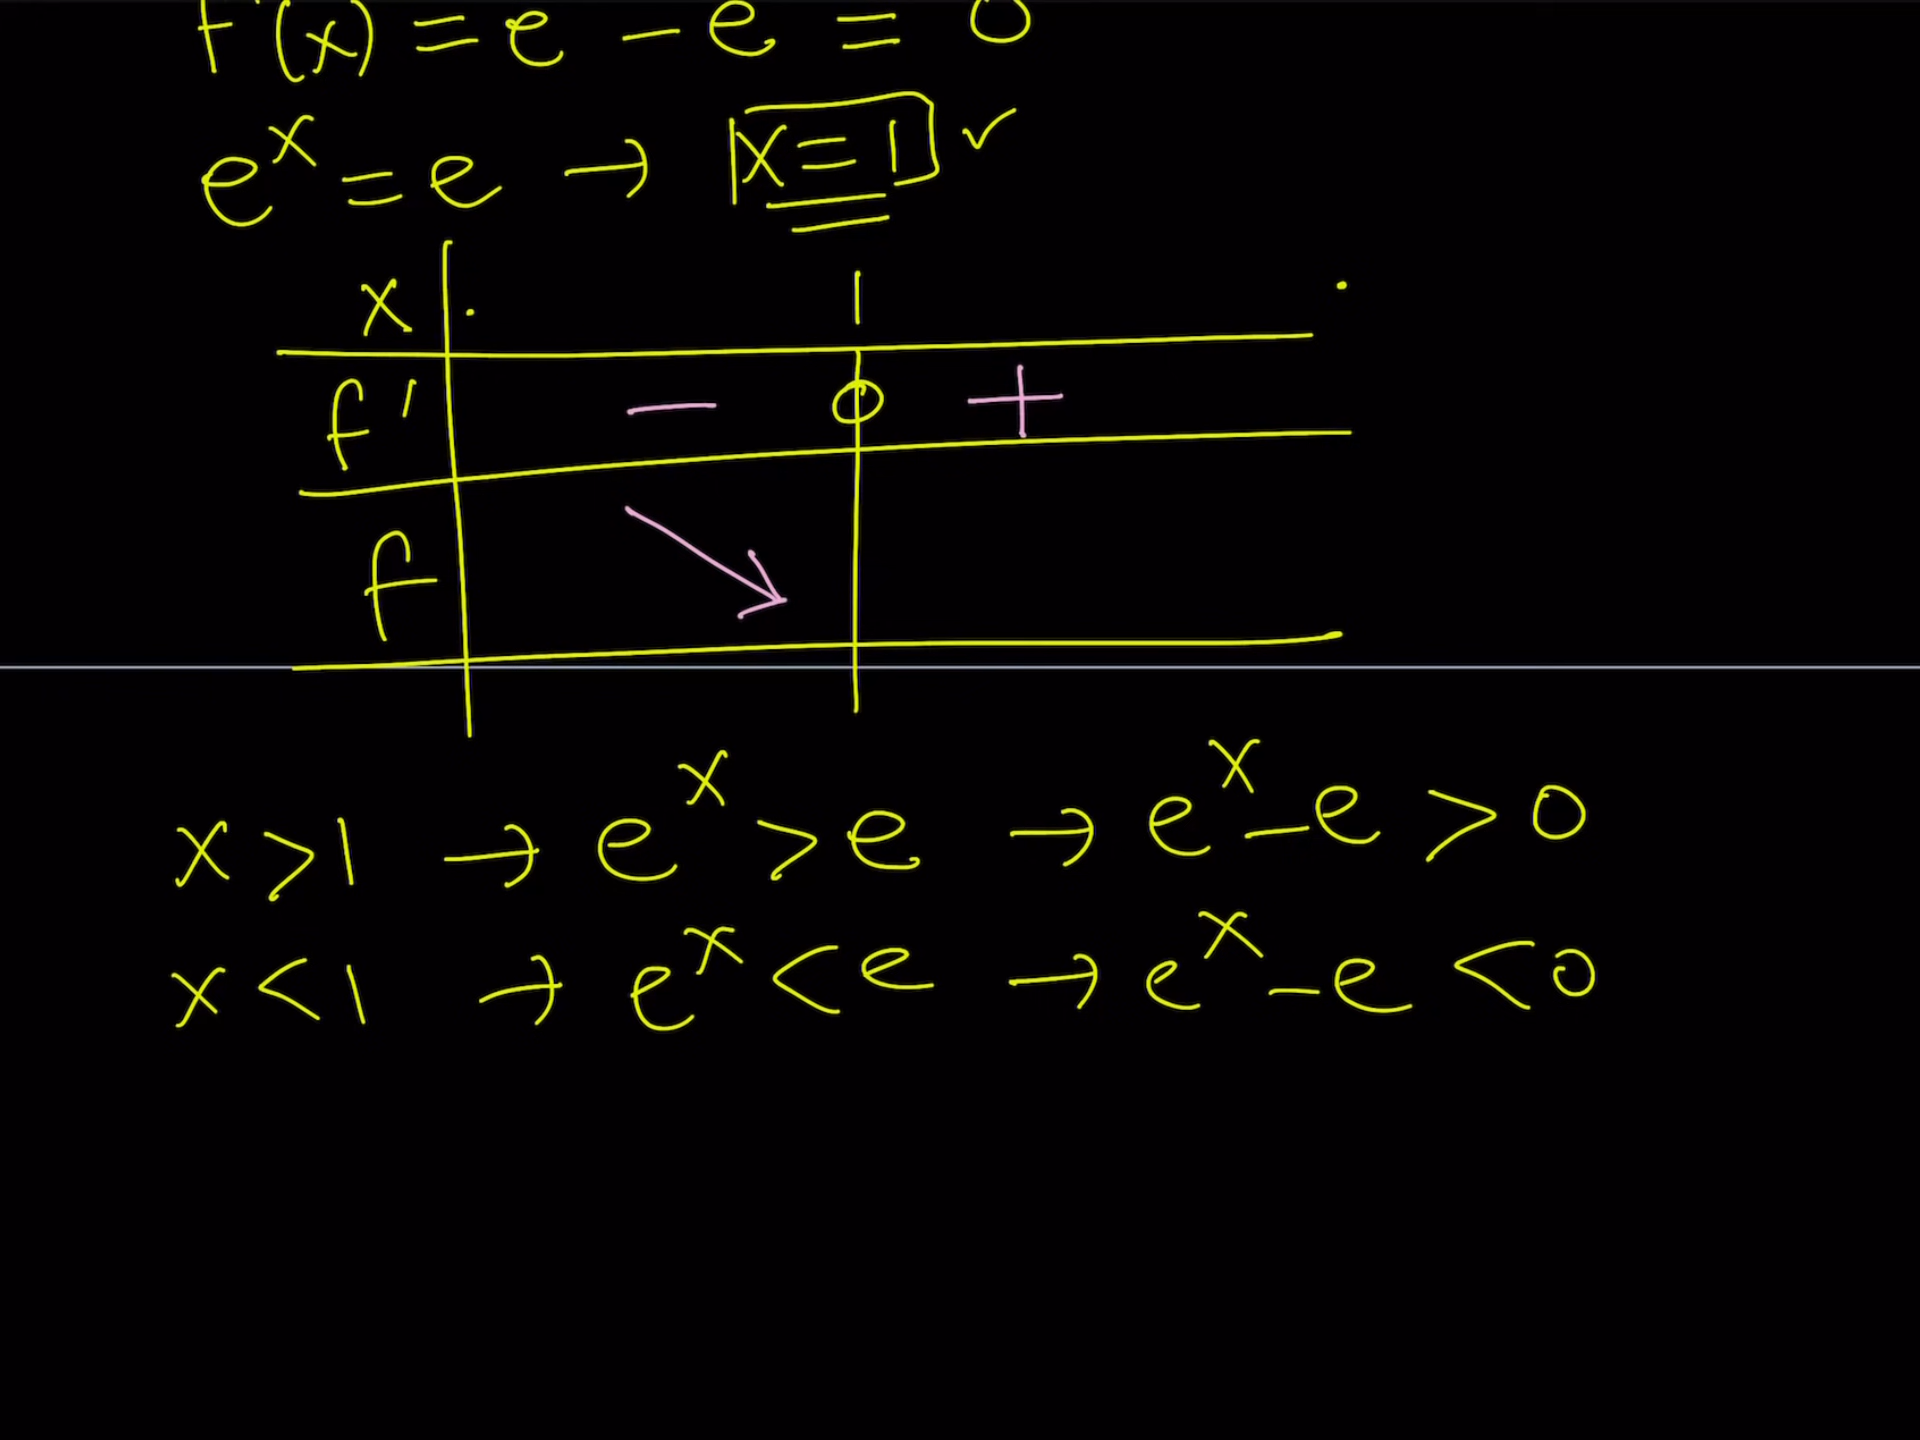 f'(x) = e - e = 0
e^x = e → x = 1 ✓
x 1
f' - 0 +
f ↘
x > 1 → e^x > e → e^x - e > 0
x < 1 → e^x < e → e^x - e < 0